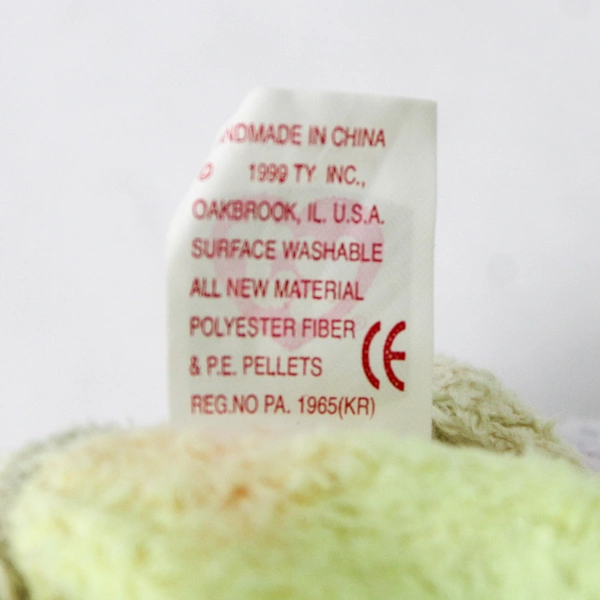 NDMADE IN CHINA
© 1999 TY INC.,
OAKBROOK, IL. U.S.A.
SURFACE WASHABLE
ALL NEW MATERIAL
POLYESTER FIBER
& P.E. PELLETS
CE
REG.NO PA. 1965(KR)